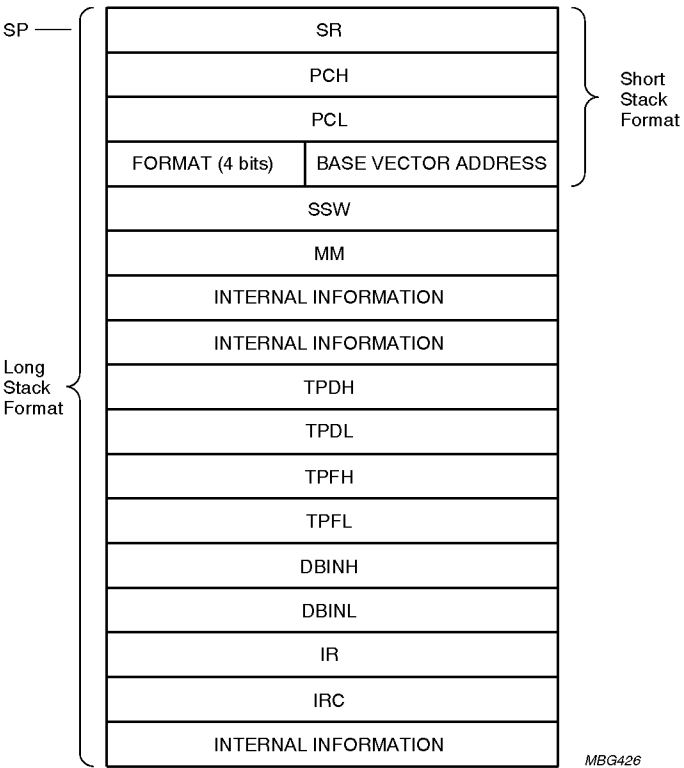 SP
SR
PCH
Short
Stack
Format
PCL
FORMAT (4 bits) BASE VECTOR ADDRESS
SSW
MM
INTERNAL INFORMATION
INTERNAL INFORMATION
Long
Stack
Format
TPDH
TPDL
TPFH
TPFL
DBINH
DBINL
IR
IRC
INTERNAL INFORMATION
MBG426